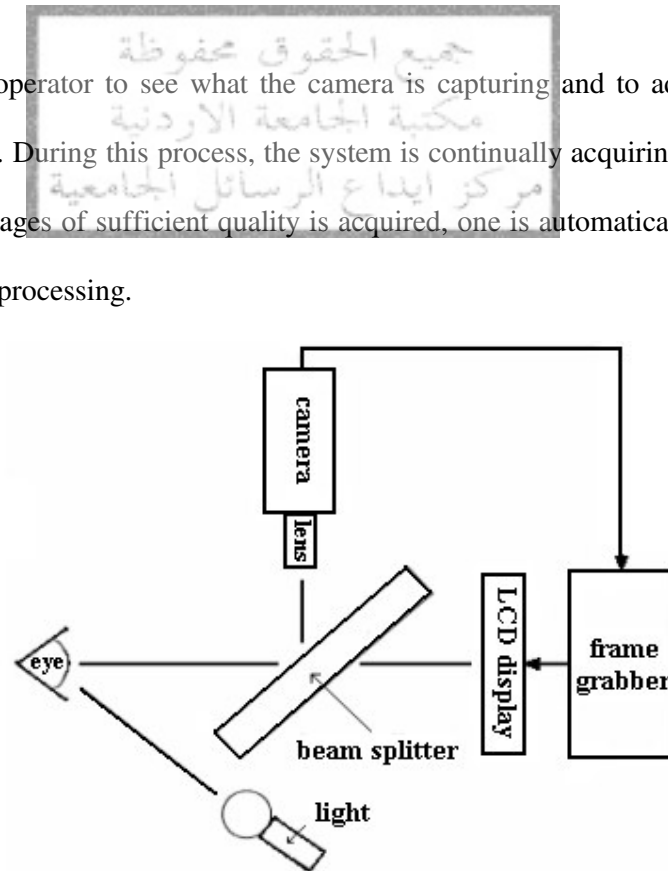 جميع الحقوق محفوظة
operator to see what the camera is capturing and to a
مكتبة الجامعة الاردنية
. During this process, the system is continually acquirin
مركز ايداع الرسائل الجامعية
ages of sufficient quality is acquired, one is automatica
processing.
camera
lens
LCD display
eye
frame
grabber
beam splitter
light